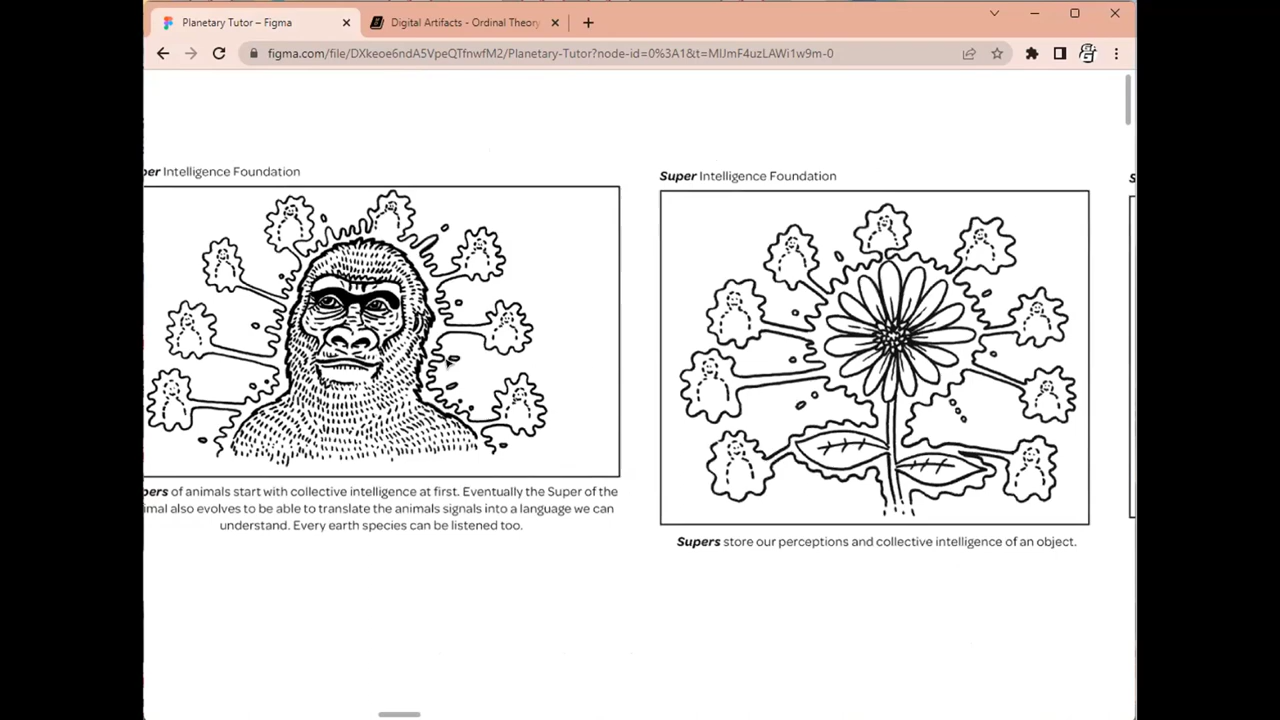 Planetary Tutor – Figma
Digital Artifacts - Ordinal Theory
figma.com/file/DXkeoe6ndA5VpeQTfnwfM2/Planetary-Tutor?node-id=0%3A1&t=MlJmF4uzLAWi1w9m-0
per Intelligence Foundation
Super Intelligence Foundation
S
pers of animals start with collective intelligence at first. Eventually the Super of the
imal also evolves to be able to translate the animals signals into a language we can
understand. Every earth species can be listened too.
Supers store our perceptions and collective intelligence of an object.